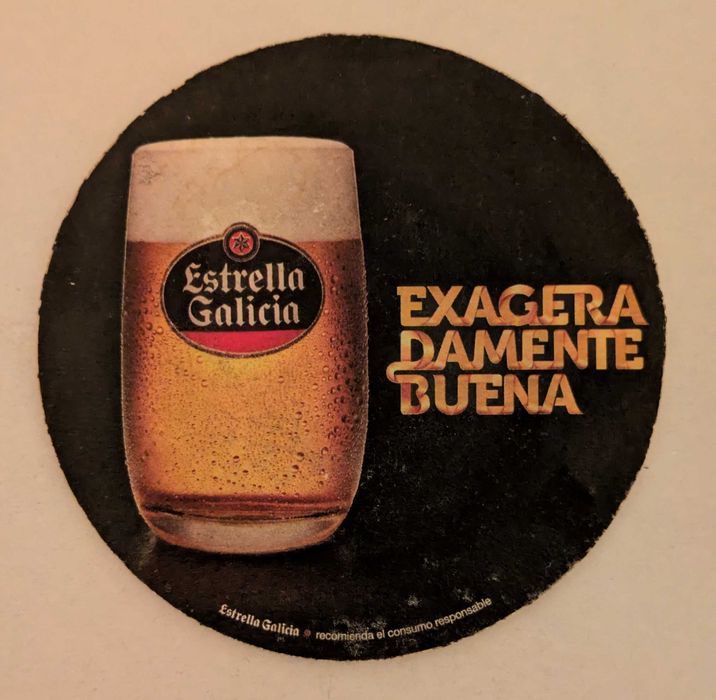 Estrella
Galicia
EXAGERA
DAMENTE
BUENA
Estrella Galicia recomienda el consumo responsable